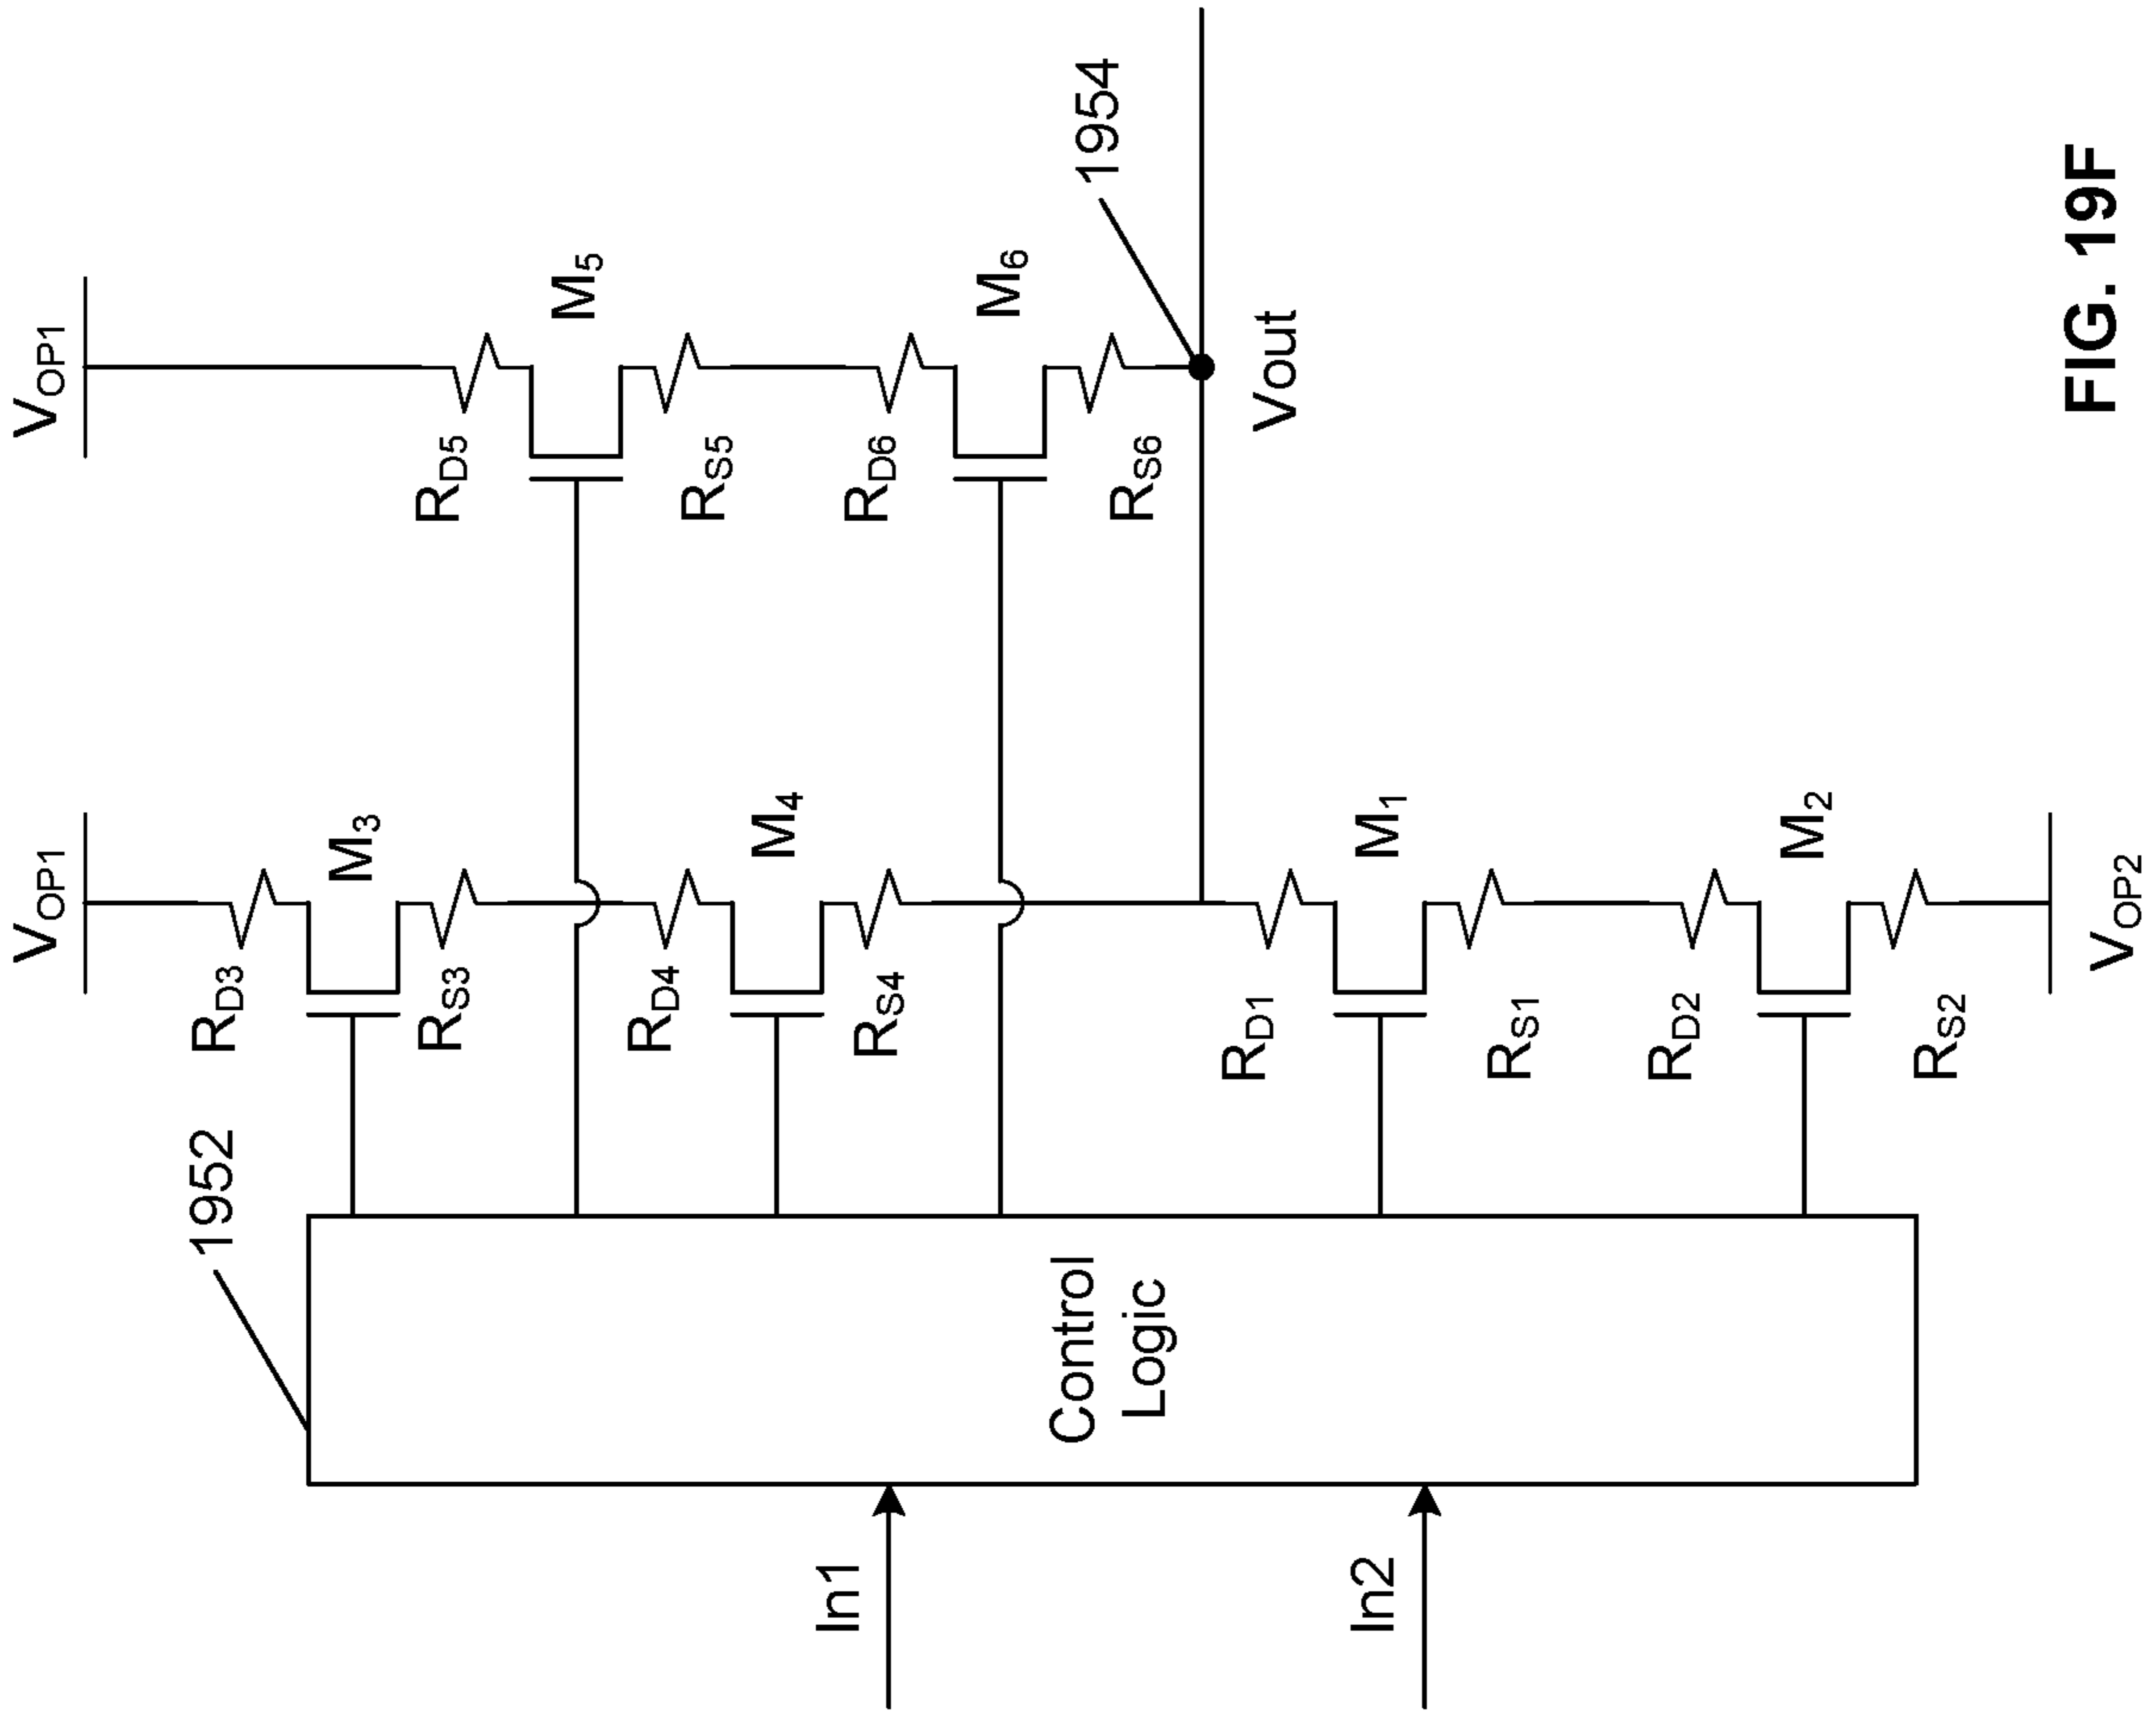 V_OP1
V_OP1
R_D3
M_3
R_S3
R_D5
M_5
R_S5
1952
R_D4
M_4
R_S4
R_D6
M_6
R_S6
1954
Control
Logic
In1
In2
Vout
R_D1
M_1
R_S1
R_D2
M_2
R_S2
V_OP2
FIG. 19F